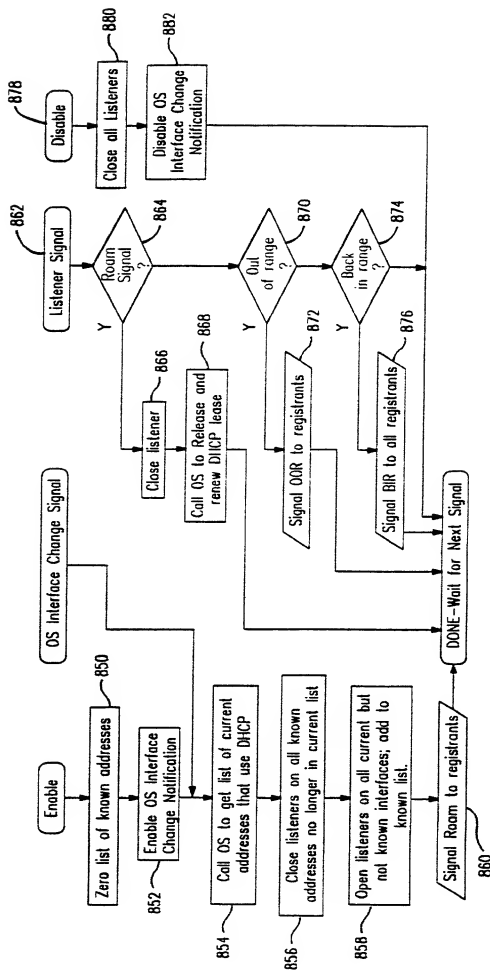 Enable
Zero list of known addresses
850
Enable OS Interface
Change Notification
852
Call OS to get list of current
addresses that use DHCP
854
Close listeners on all known
addresses no longer in current list
856
Open listeners on all current but
not known interfaces; add to
known list.
858
Signal Roam to registrants
860
OS Interface Change Signal
Listener Signal
862
Roam
Signal
?
864
Y
Close listener
866
Call OS to Release and
renew DHCP lease
868
Out
of range
?
870
Y
Signal OOR to registrants
872
Back
in range
?
874
Y
Signal BIR to all registrants
876
DONE-Wait for Next Signal
Disable
878
Close all Listeners
880
Disable OS
Interface Change
Notification
882